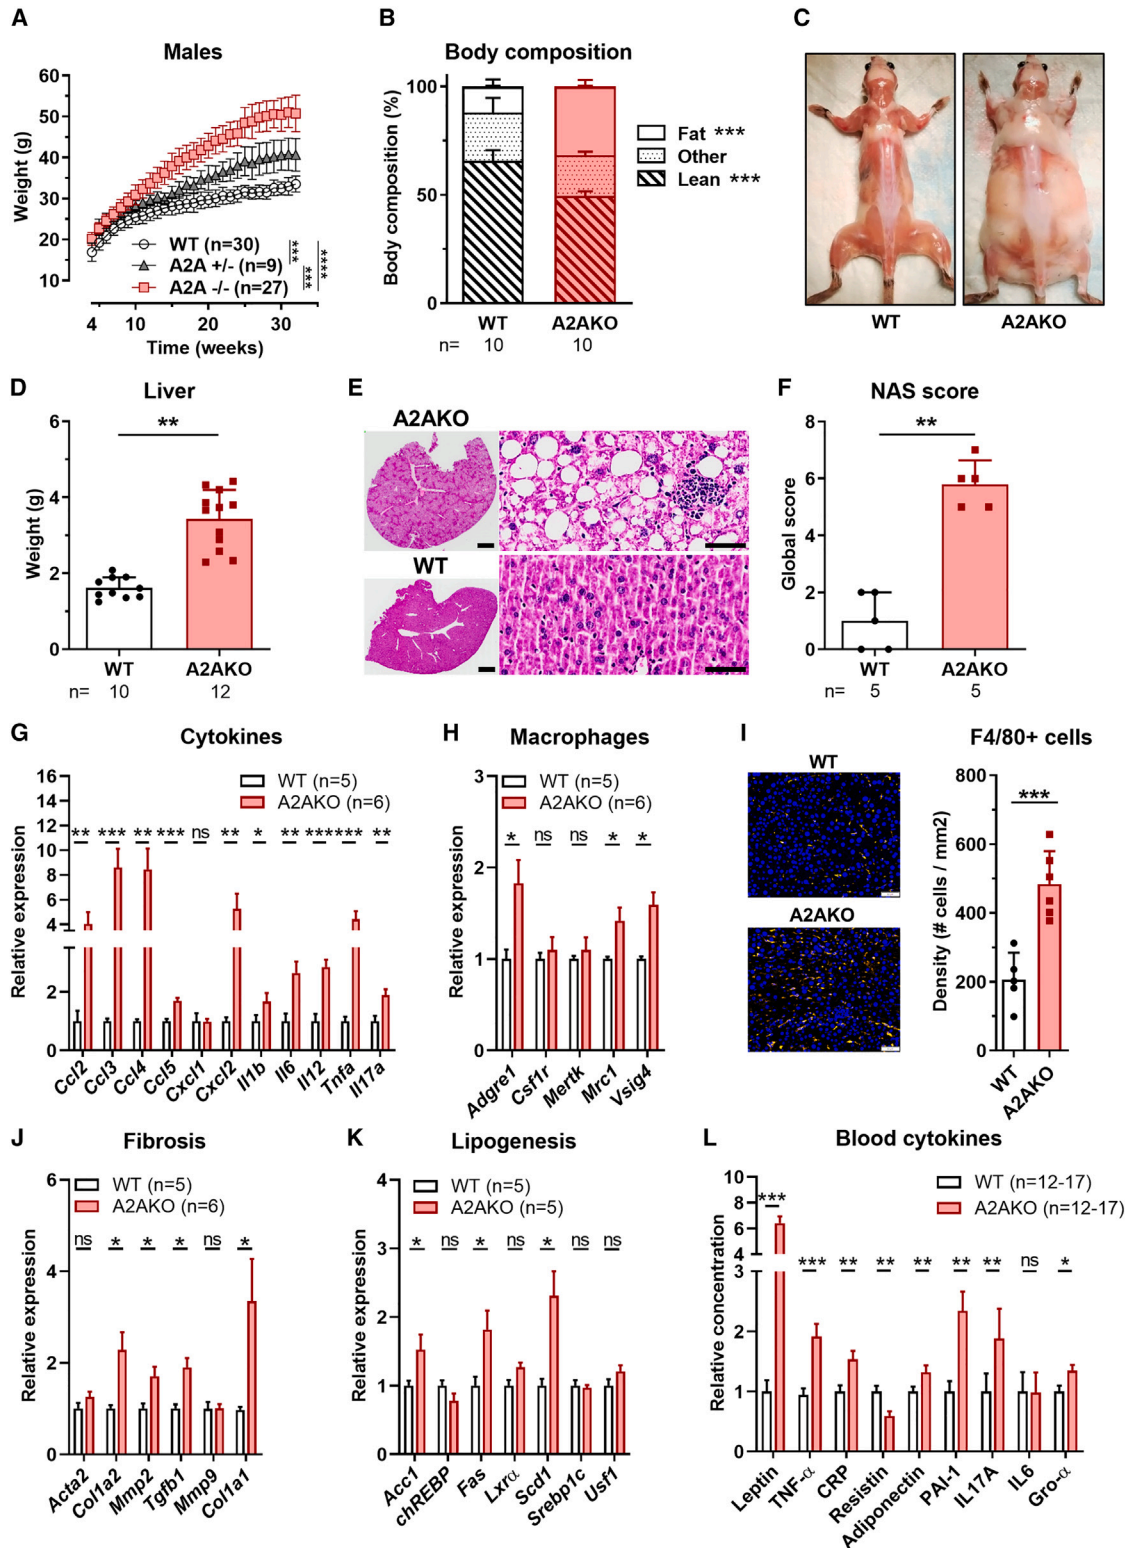 A
Males
Weight (g)
60
50
40
30
20
10
WT (n=30)
A2A +/- (n=9)
A2A -/- (n=27)
***
***
****
4
10
20
30
Time (weeks)
B
Body composition
Body composition (%)
100
50
0
Fat ***
Other
Lean ***
WT
A2AKO
n=
10
10
C
WT
A2AKO
D
Liver
Weight (g)
6
4
2
0
**
WT
A2AKO
n=
10
12
E
A2AKO
WT
F
NAS score
Global score
8
6
4
2
0
**
WT
A2AKO
n=
5
5
G
Cytokines
Relative expression
16
14
12
10
8
6
4
2
0
WT (n=5)
A2AKO (n=6)
** *** ** *** ns ** * ** ****** **
Ccl2
Ccl3
Ccl4
Ccl5
Cxcl1
Cxcl2
Il1b
Il6
Il12
Tnfa
Il17a
H
Macrophages
Relative expression
3
2
1
0
WT (n=5)
A2AKO (n=6)
* ns ns * *
Adgre1
Csf1r
Mertk
Mrc1
Vsig4
I
WT
A2AKO
F4/80+ cells
Density (# cells / mm2)
800
600
400
200
0
***
WT
A2AKO
J
Fibrosis
Relative expression
6
4
2
0
WT (n=5)
A2AKO (n=6)
ns * * * ns *
Acta2
Col1a2
Mmp2
Tgfb1
Mmp9
Col1a1
K
Lipogenesis
Relative expression
4
3
2
1
0
WT (n=5)
A2AKO (n=5)
* ns * ns * ns ns
Acc1
chREBP
Fas
Lxrα
Scd1
Srebp1c
Usf1
L
Blood cytokines
Relative concentration
10
8
6
4
3
2
1
0
WT (n=12-17)
A2AKO (n=12-17)
*** *** ** ** ** ** ** ns *
Leptin
TNF-α
CRP
Resistin
Adiponectin
PAI-1
IL17A
IL6
Gro-α